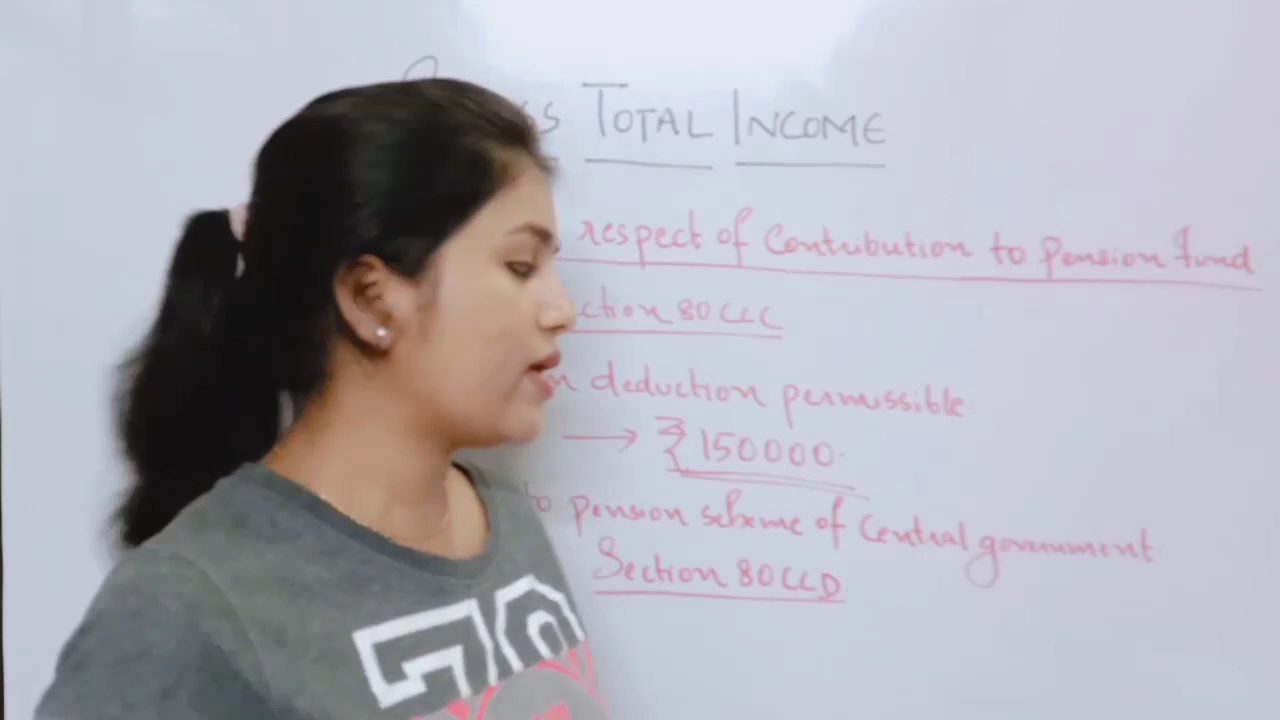 TOTAL INCOME
respect of Contribution to Pension fund
ction 80CCC
n deduction permissible
→ ₹150000
to pension scheme of Central government
Section 80CCD